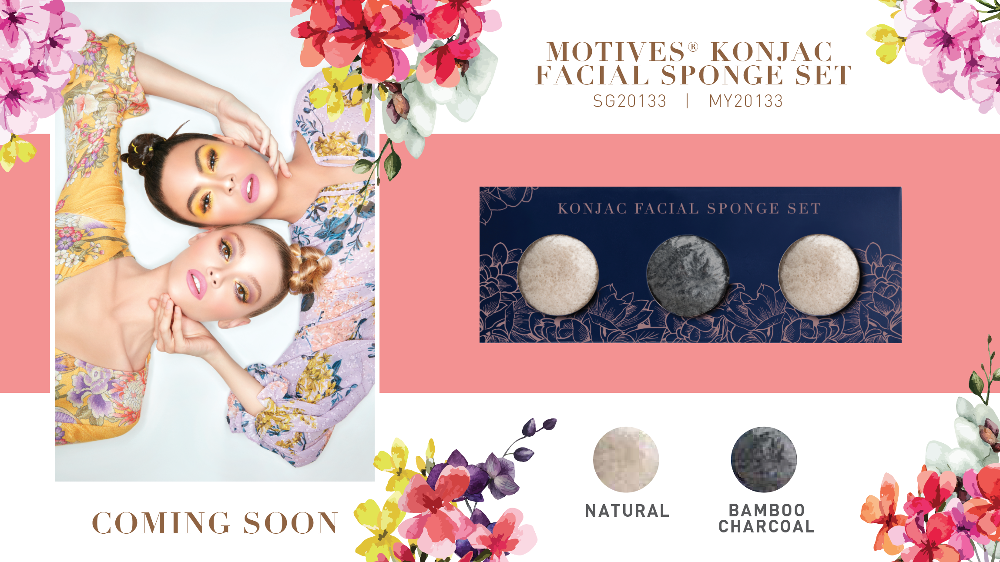 MOTIVES® KONJAC
FACIAL SPONGE SET
SG20133 | MY20133
KONJAC FACIAL SPONGE SET
NATURAL
BAMBOO
CHARCOAL
COMING SOON